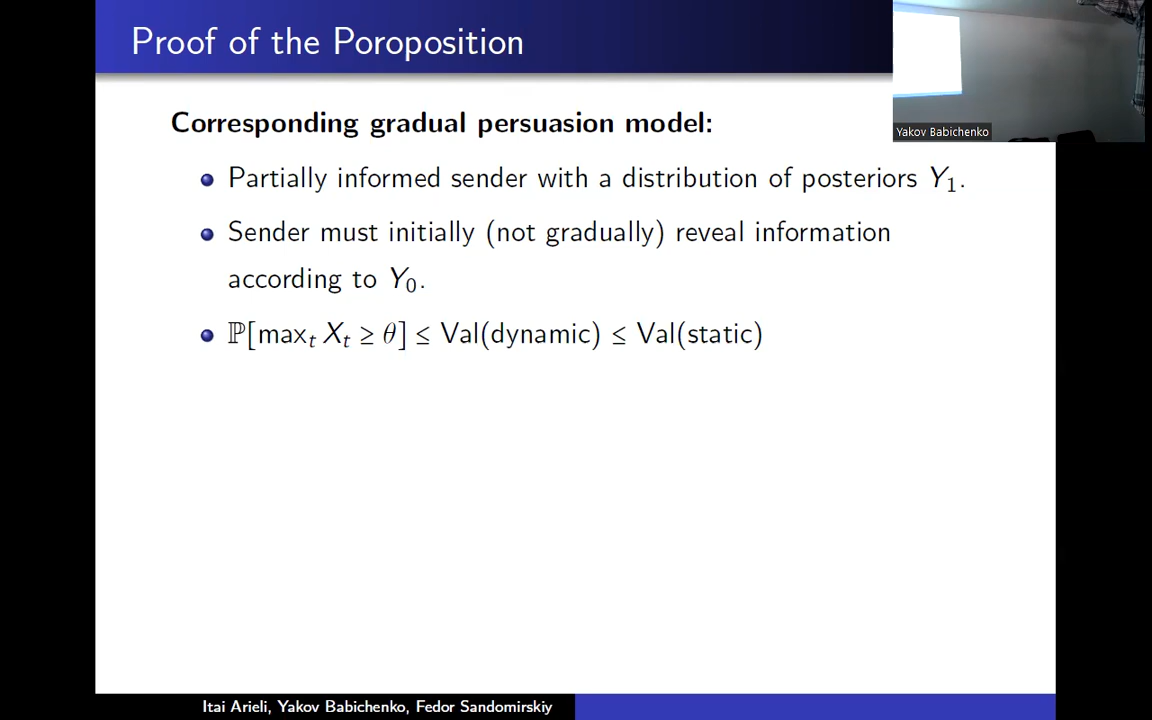 Proof of the Poroposition
Yakov Babichenko
Corresponding gradual persuasion model:
Partially informed sender with a distribution of posteriors Y₁.
Sender must initially (not gradually) reveal information
according to Y₀.
ℙ[maxₜ Xₜ ≥ θ] ≤ Val(dynamic) ≤ Val(static)
Itai Arieli, Yakov Babichenko, Fedor Sandomirskiy